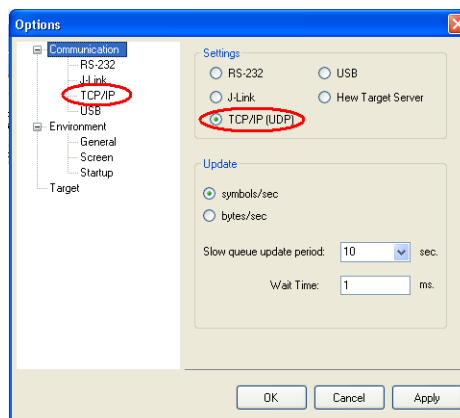 Options
Communication
RS-232
J-Link
TCP/IP
USB
Environment
General
Screen
Startup
Target
Settings
RS-232
USB
J-Link
Hew Target Server
TCP/IP (UDP)
Update
symbols/sec
bytes/sec
Slow queue update period: 10 sec.
Wait Time: 1 ms.
OK Cancel Apply